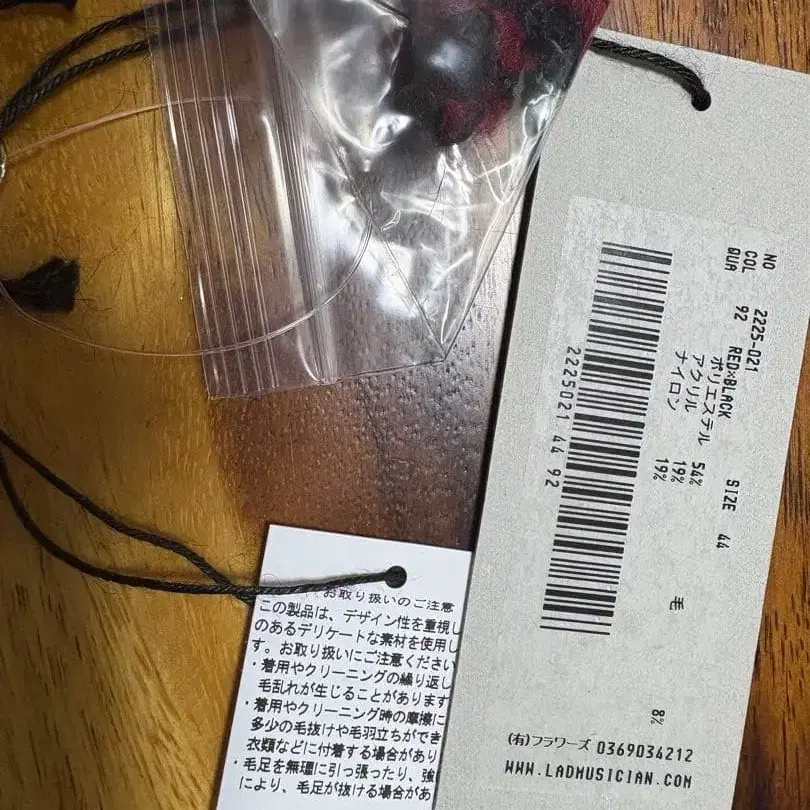 NO 2225-021 SIZE 44
COL 92 RED×BLACK
QUA ポリエステル 54% 毛 8%
アクリル 19%
ナイロン 19%
2225021 44 92
(有)フラワーズ 0369034212
WWW.LADMUSICIAN.COM
お取り扱いのご注意
この製品は、デザイン性を重視し
のあるデリケートな素材を使用し
す。お取り扱いにご注意ください
・着用やクリーニングの繰り返し
毛乱れが生じることがあります
・着用やクリーニング時の摩擦に
多少の毛抜けや毛羽立ちができ
衣類などに付着する場合があり
・毛足を無理に引っ張ったり、強
により、毛足が抜ける場合があ